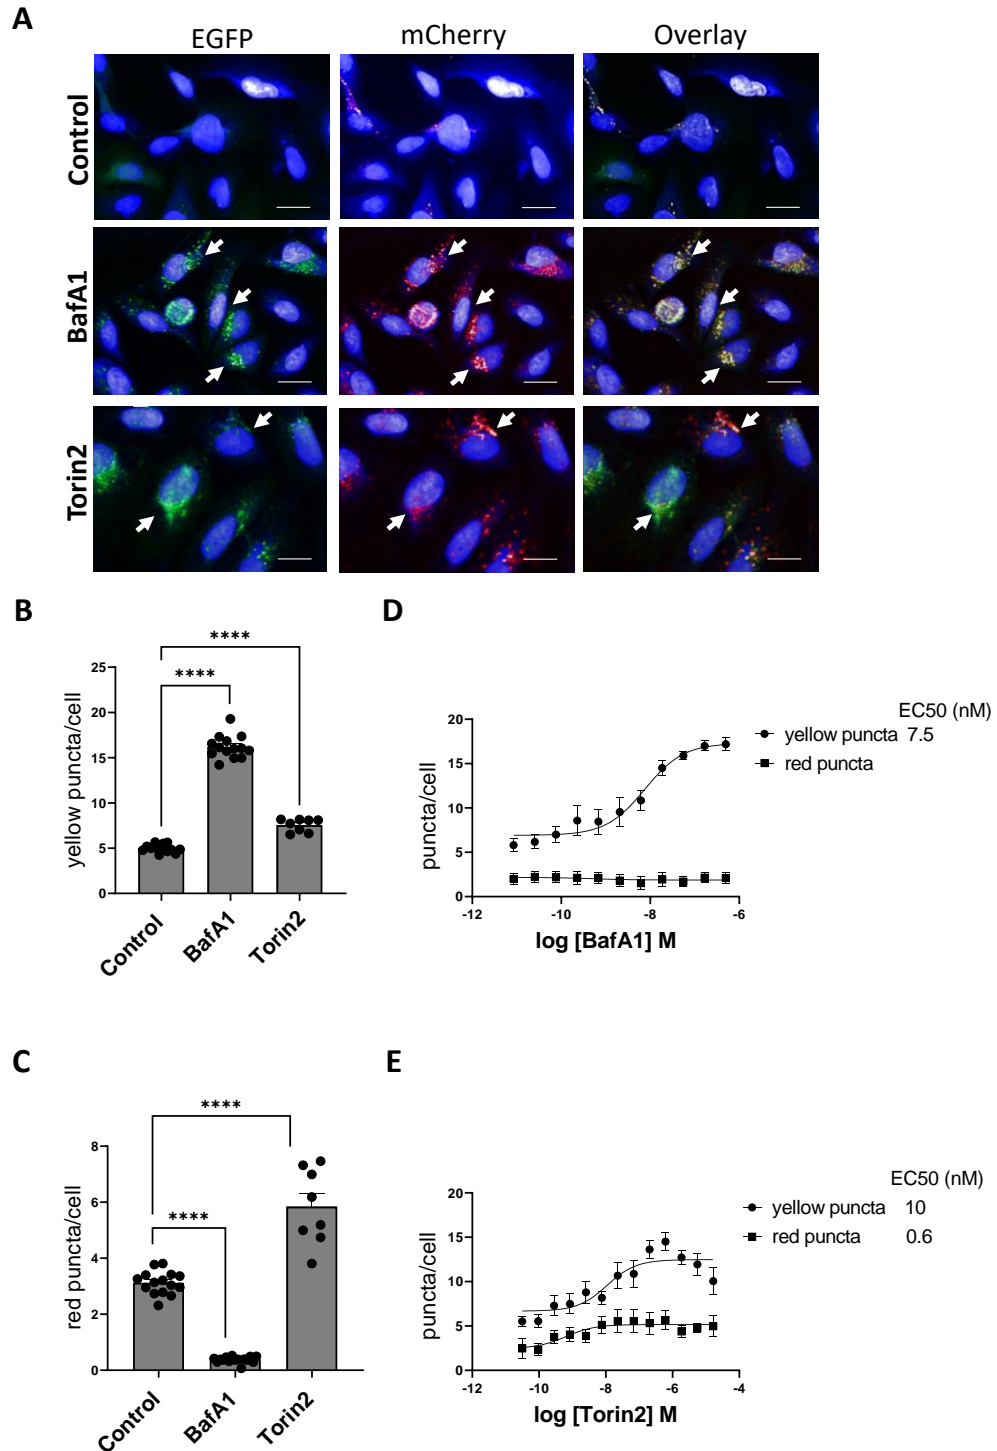 A
EGFP mCherry Overlay
Control
BafA1
Torin2
B
****
****
25
20
15
10
5
0
yellow puncta/cell
Control BafA1 Torin2
D
EC50 (nM)
yellow puncta 7.5
red puncta
20
15
10
5
0
puncta/cell
-12 -10 -8 -6
log [BafA1] M
C
****
****
8
6
4
2
0
red puncta/cell
Control BafA1 Torin2
E
EC50 (nM)
yellow puncta 10
red puncta 0.6
20
15
10
5
0
puncta/cell
-12 -10 -8 -6 -4
log [Torin2] M